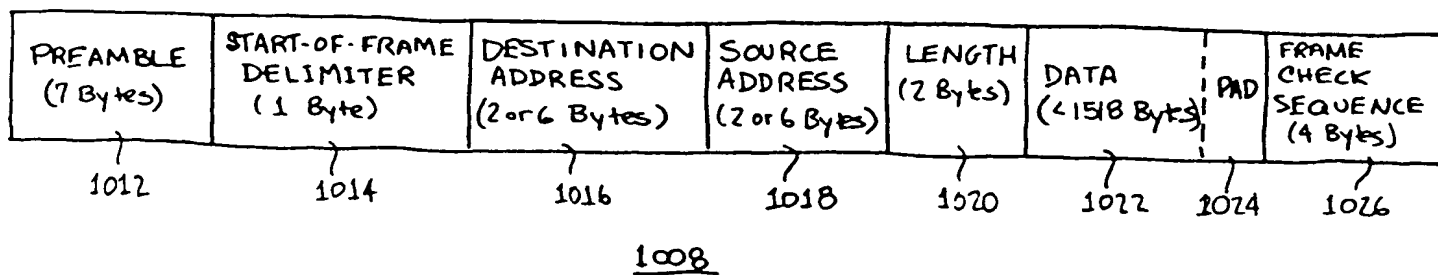 PREAMBLE
(7 Bytes)
START-OF-FRAME
DELIMITER
(1 Byte)
DESTINATION
ADDRESS
(2 or 6 Bytes)
SOURCE
ADDRESS
(2 or 6 Bytes)
LENGTH
(2 Bytes)
DATA
(<1518 Bytes)
PAD
FRAME
CHECK
SEQUENCE
(4 Bytes)
1012
1014
1016
1018
1020
1022
1024
1026
1008